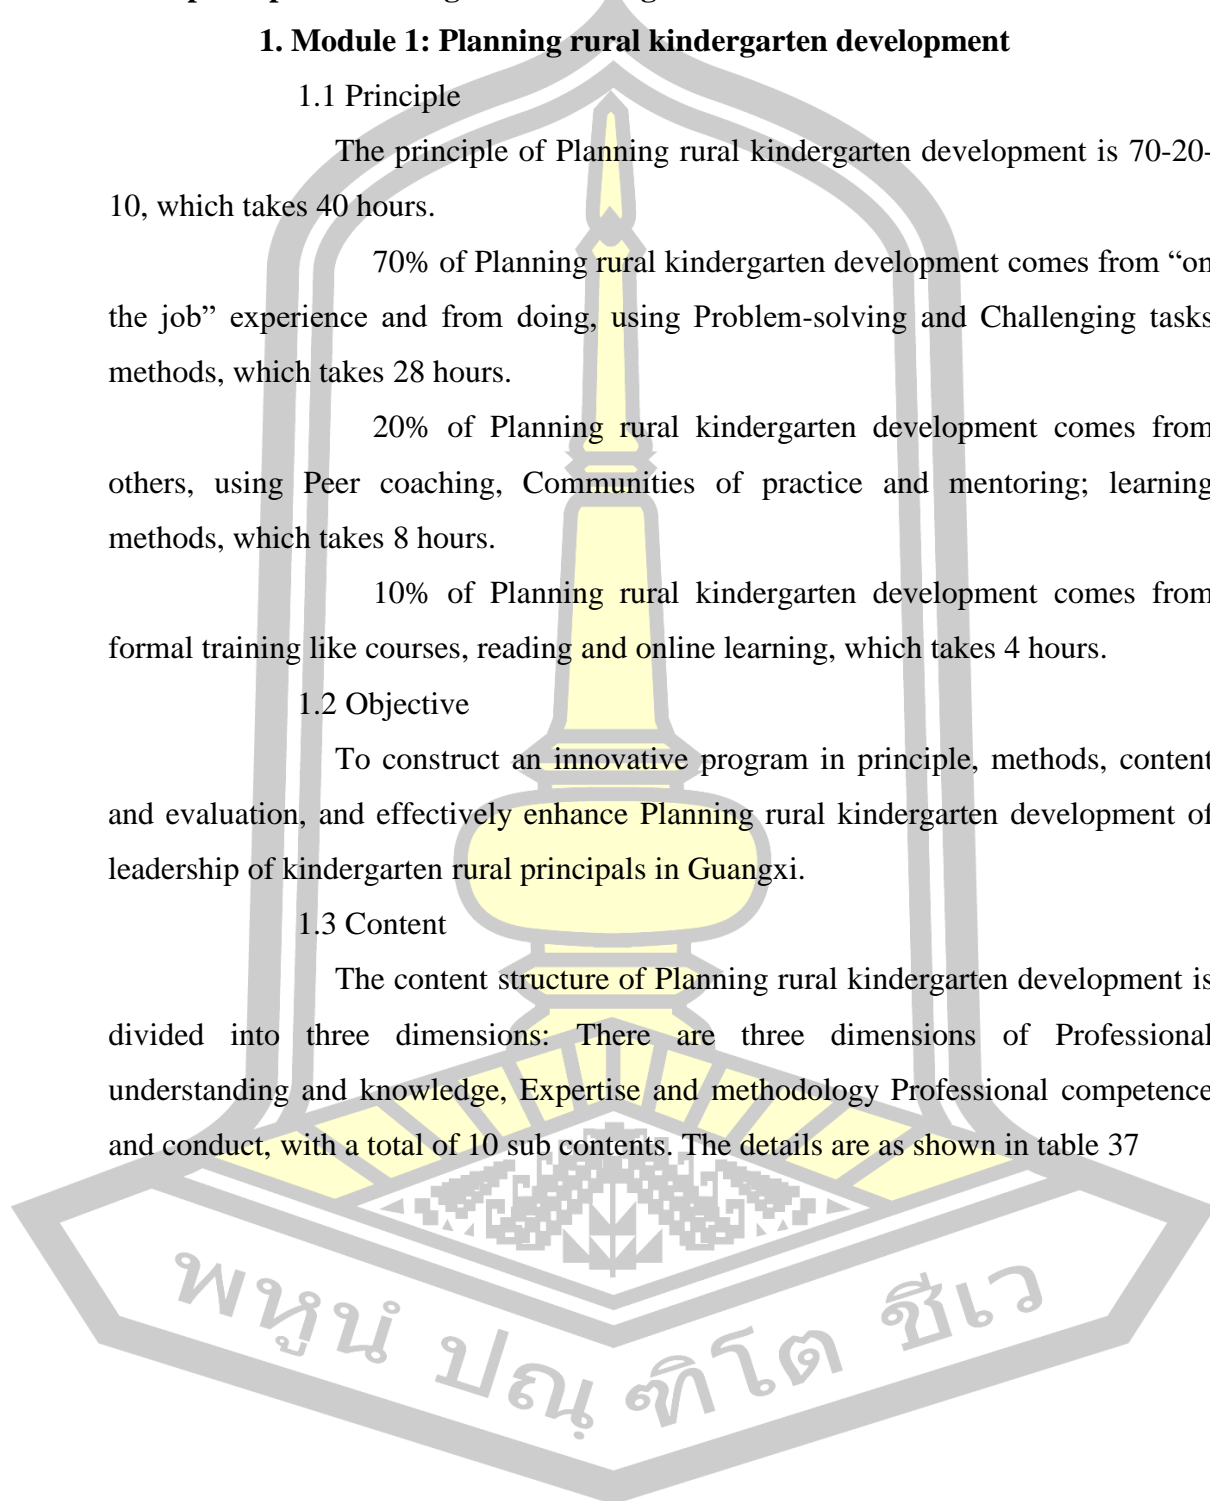 1. Module 1: Planning rural kindergarten development
1.1 Principle
The principle of Planning rural kindergarten development is 70-20-
10, which takes 40 hours.
70% of Planning rural kindergarten development comes from “on
the job” experience and from doing, using Problem-solving and Challenging tasks
methods, which takes 28 hours.
20% of Planning rural kindergarten development comes from
others, using Peer coaching, Communities of practice and mentoring; learning
methods, which takes 8 hours.
10% of Planning rural kindergarten development comes from
formal training like courses, reading and online learning, which takes 4 hours.
1.2 Objective
To construct an innovative program in principle, methods, content
and evaluation, and effectively enhance Planning rural kindergarten development of
leadership of kindergarten rural principals in Guangxi.
1.3 Content
The content structure of Planning rural kindergarten development is
divided into three dimensions: There are three dimensions of Professional
understanding and knowledge, Expertise and methodology Professional competence
and conduct, with a total of 10 sub contents. The details are as shown in table 37
พหูนํ ปณฺฑิโต ชีเว